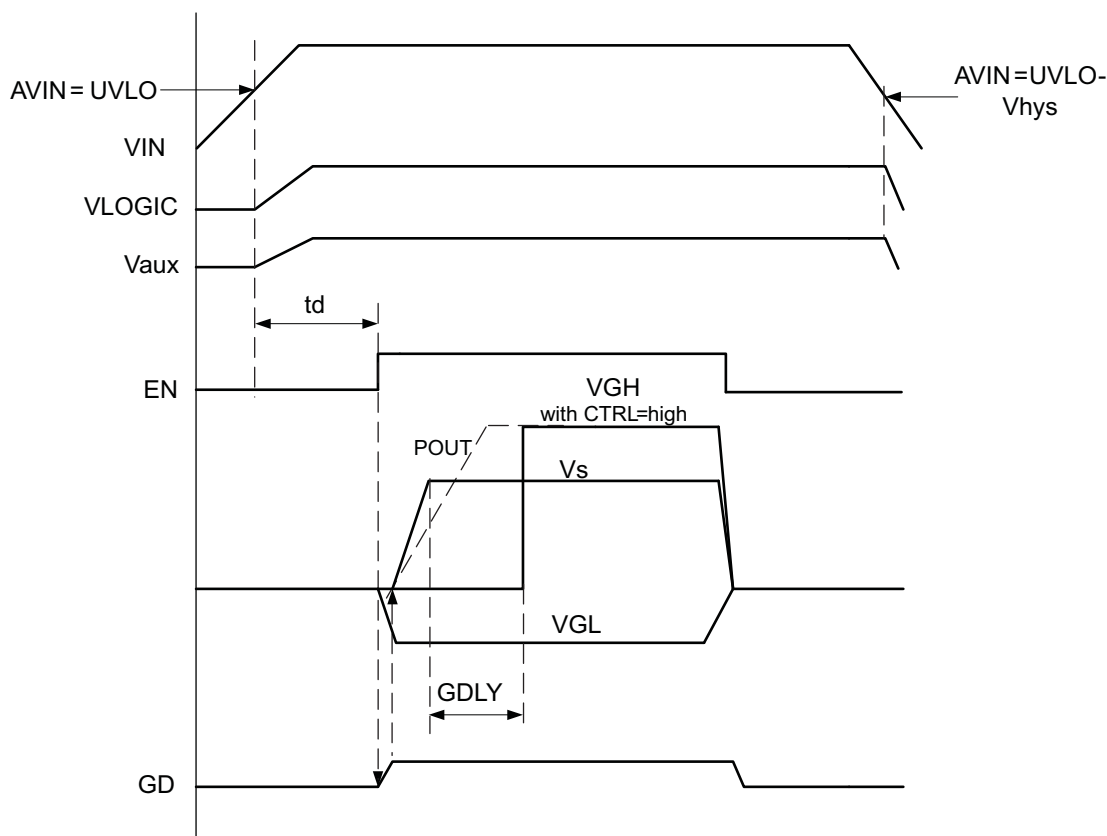 AVIN = UVLO
AVIN=UVLO-
Vhys
VIN
VLOGIC
Vaux
td
EN
VGH
with CTRL=high
POUT
Vs
VGL
GDLY
GD